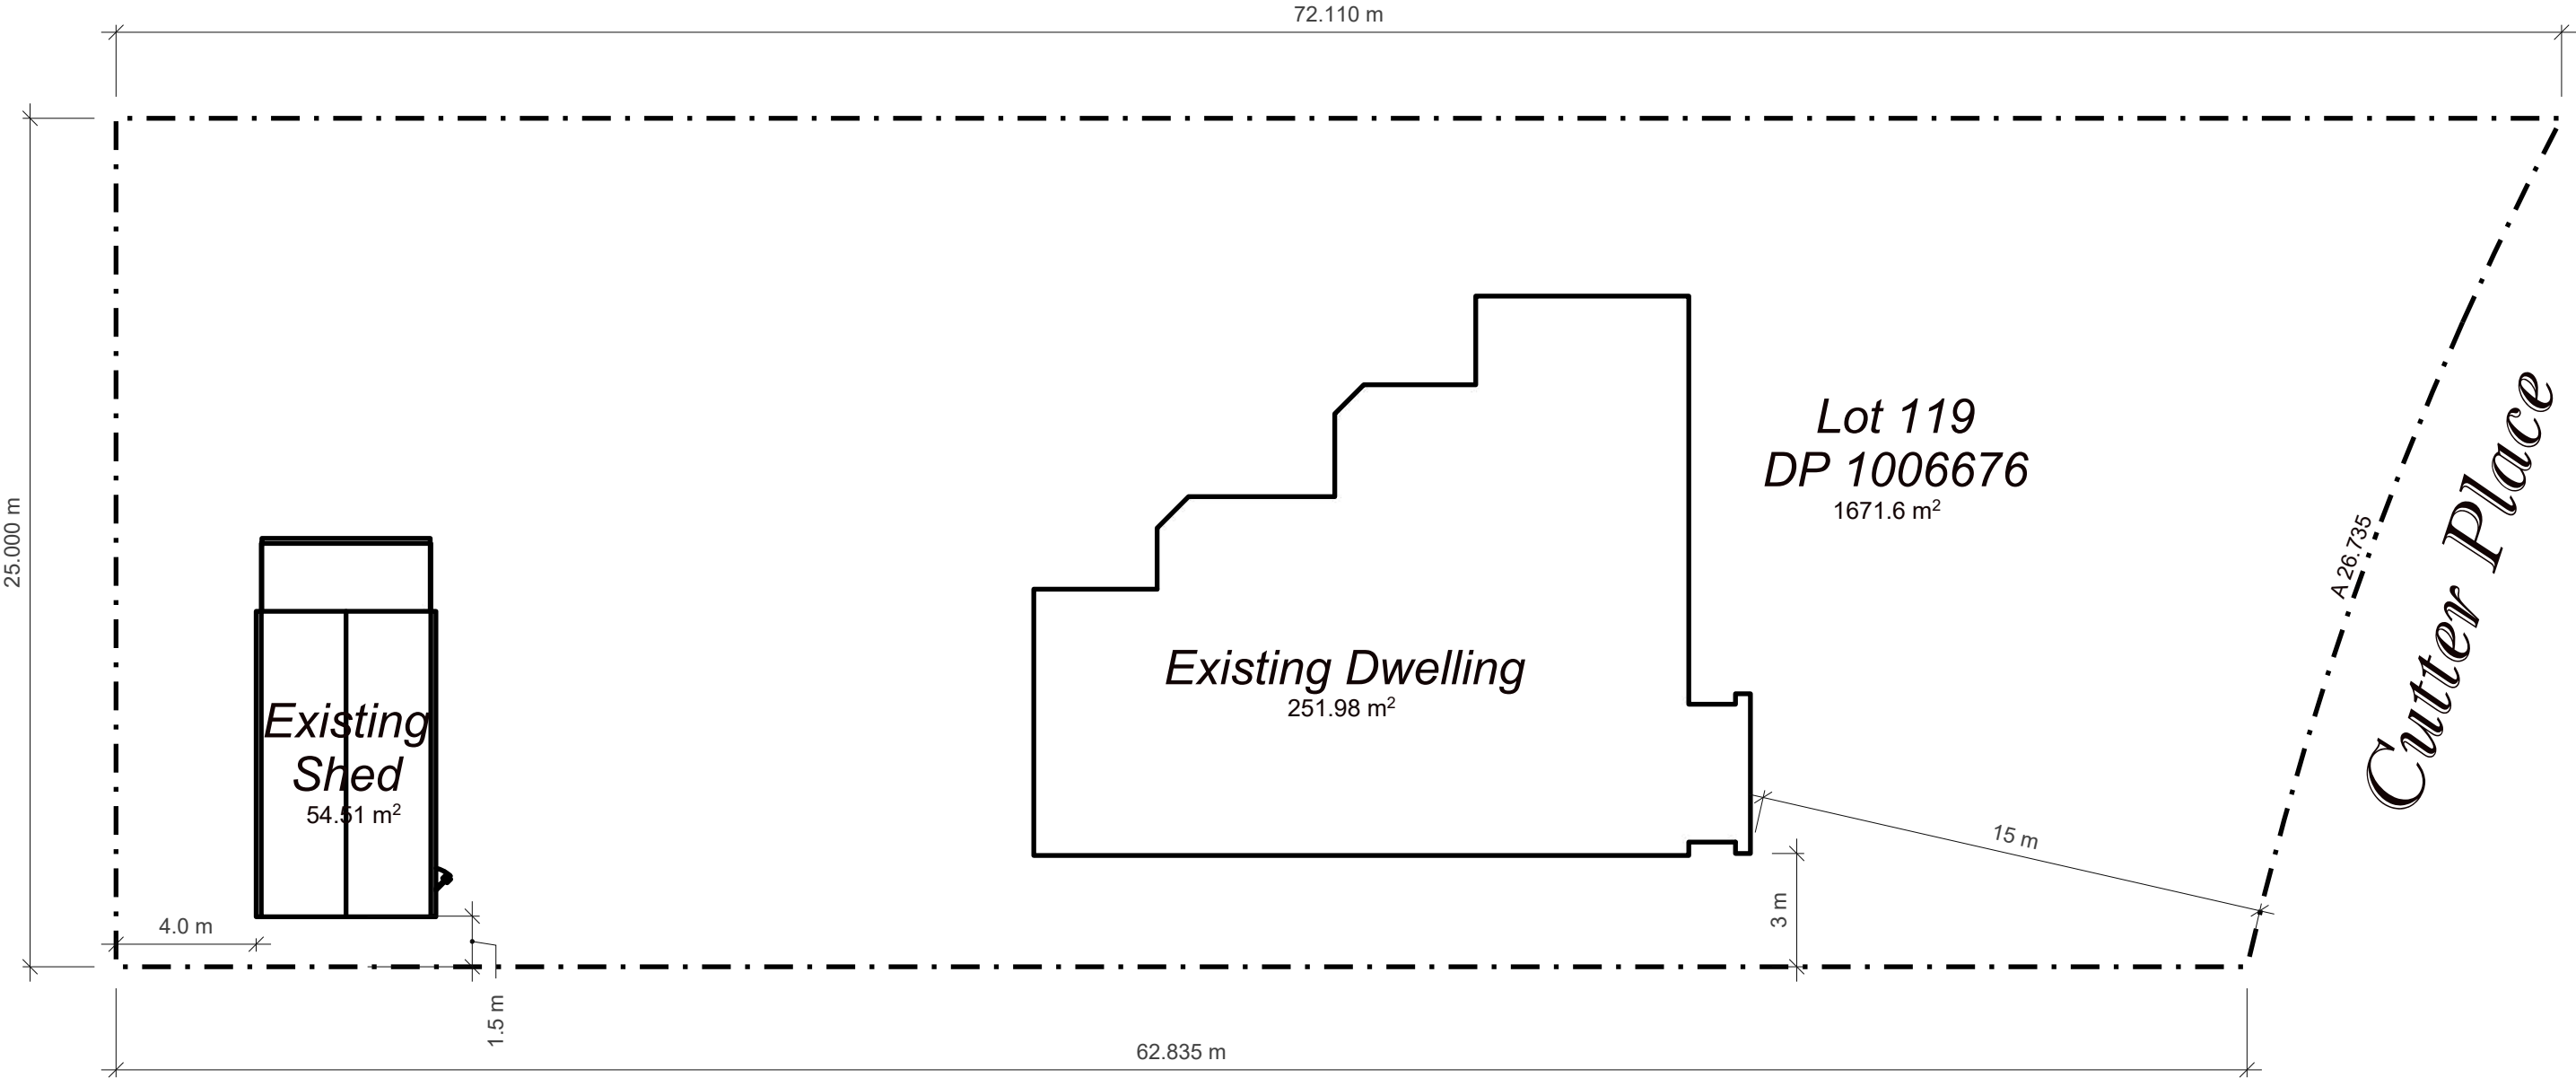 72.110 m
25.000 m
Lot 119
DP 1006676
1671.6 m²
A 26.735
Cutter Place
Existing Dwelling
251.98 m²
Existing
Shed
54.51 m²
15 m
3 m
4.0 m
1.5 m
62.835 m